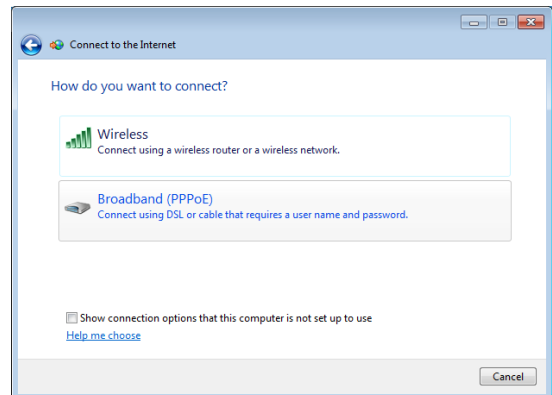 Connect to the Internet
How do you want to connect?
Wireless
Connect using a wireless router or a wireless network.
Broadband (PPPoE)
Connect using DSL or cable that requires a user name and password.
Show connection options that this computer is not set up to use
Help me choose
Cancel